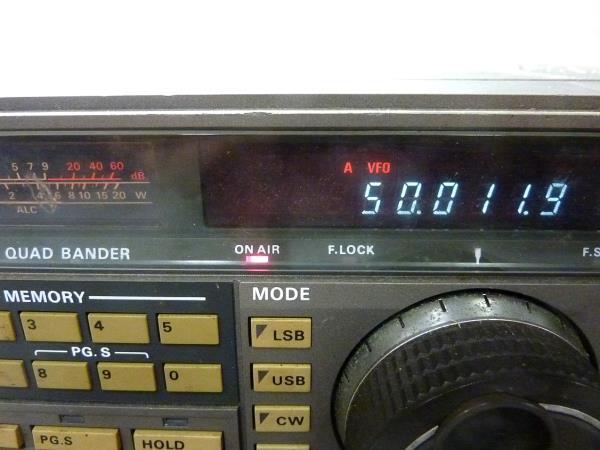 5 7 9 20 40 60 dB
2 4 6 8 10 15 20 W
ALC
A VFO
50.011.9
QUAD BANDER
ON AIR
F.LOCK
F.S
MEMORY
MODE
3 4 5
LSB
PG. S
8 9 0
USB
CW
PG.S
HOLD